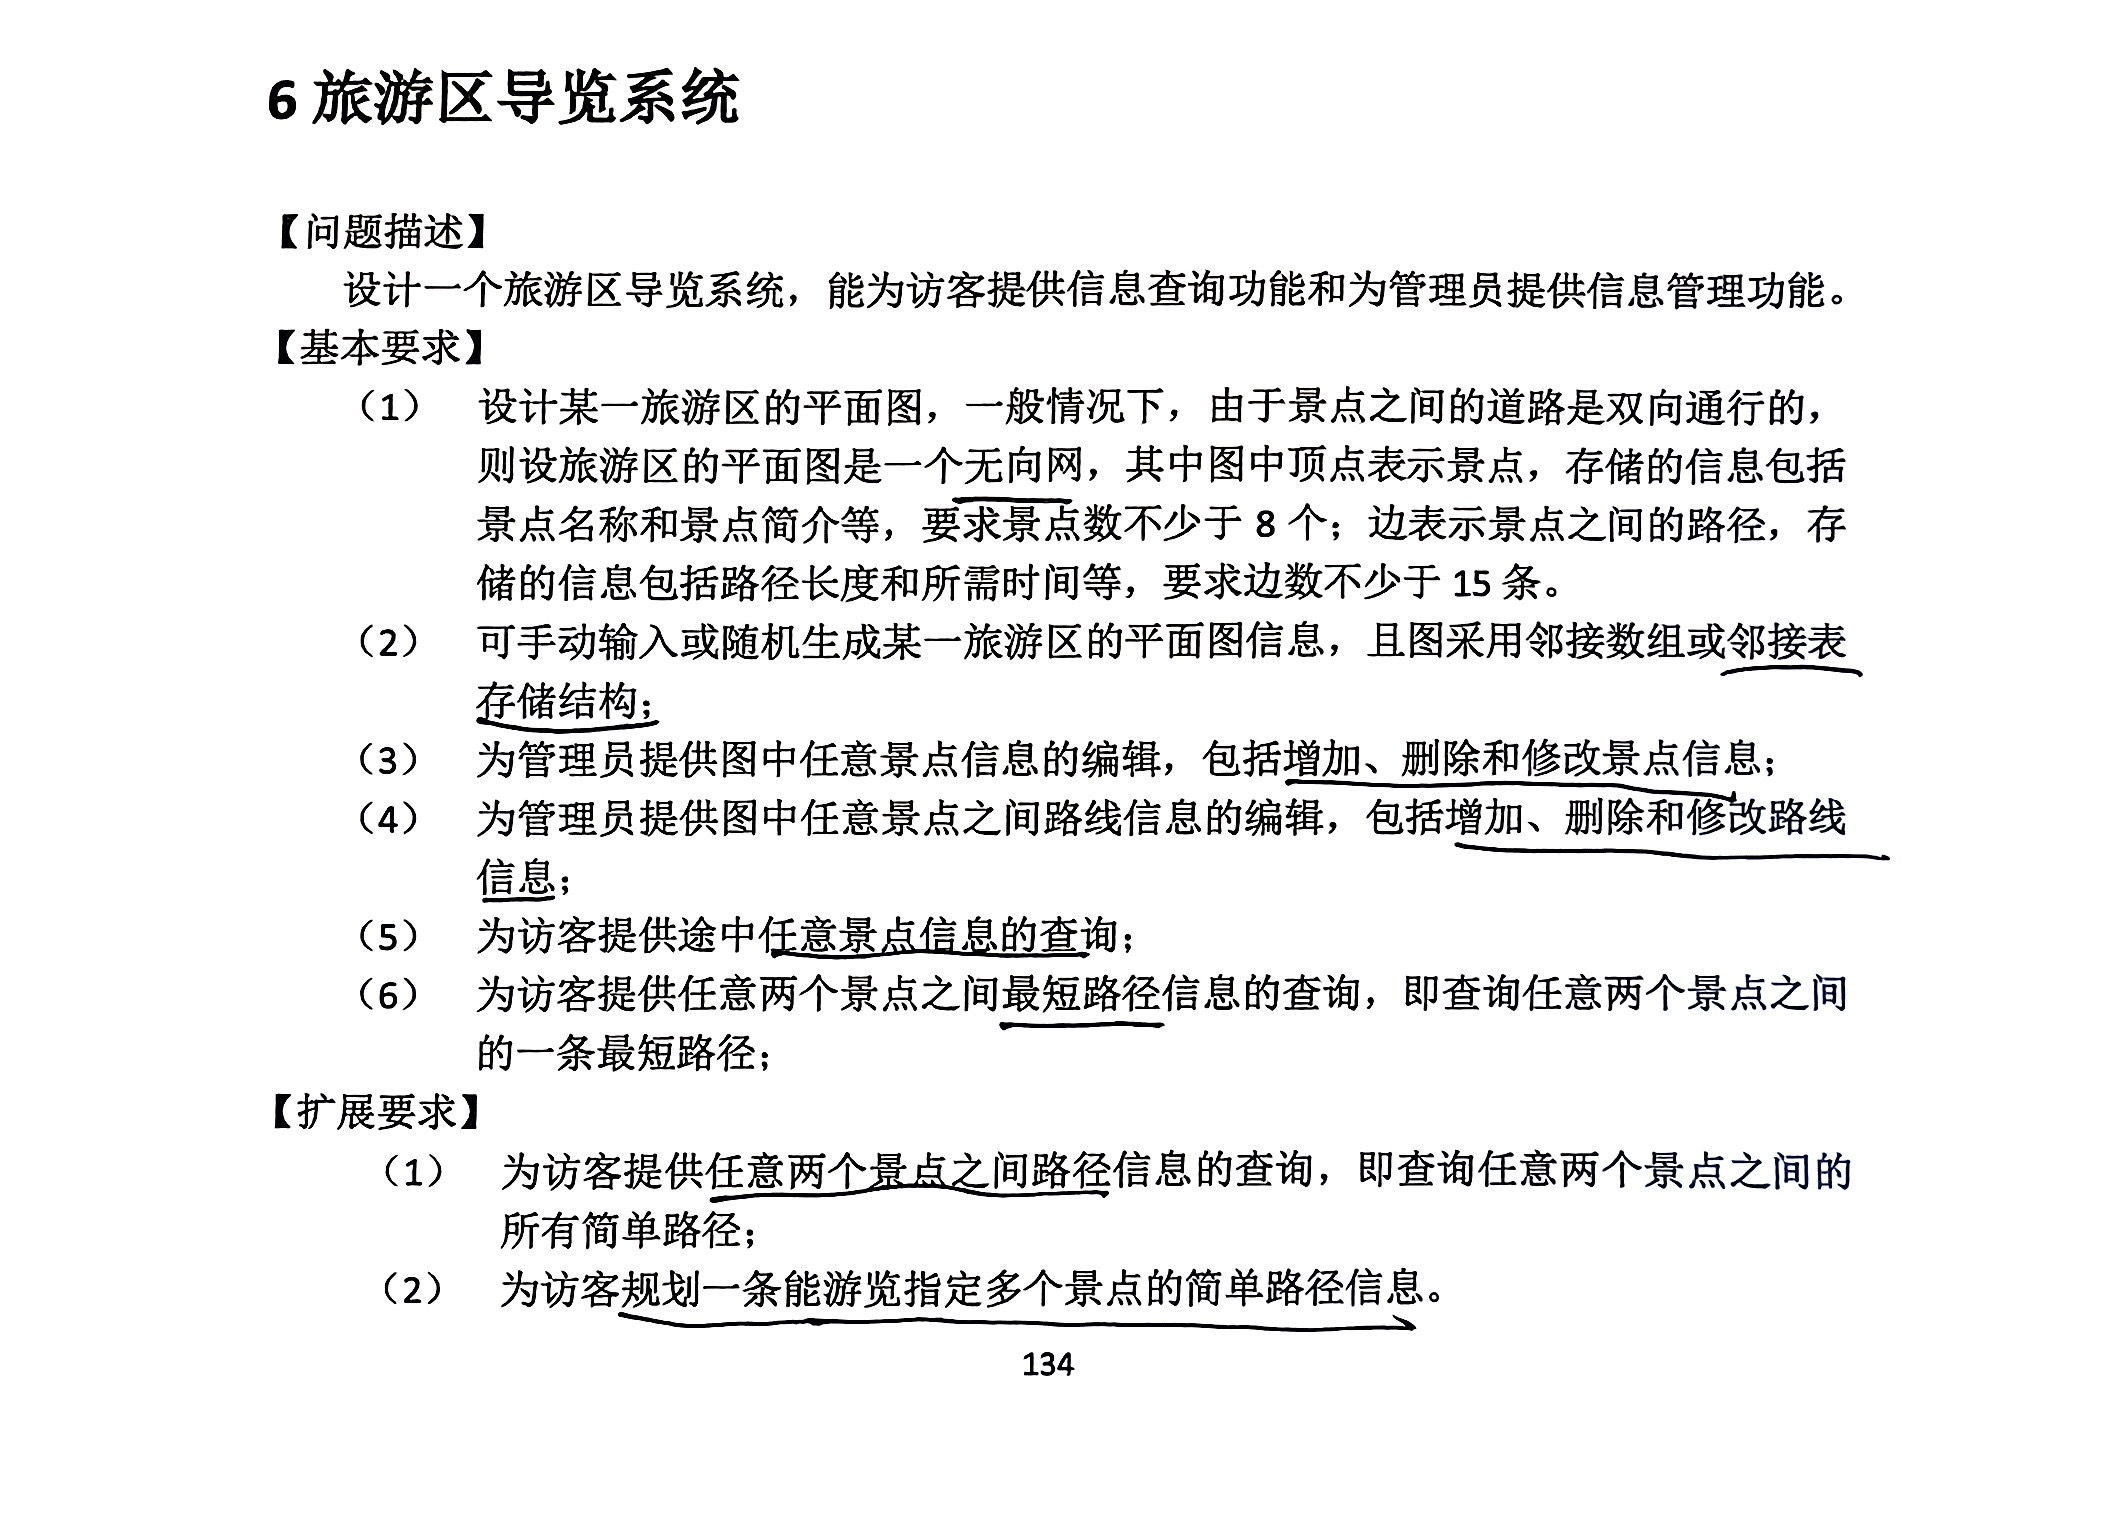 6 旅游区导览系统
【问题描述】
设计一个旅游区导览系统，能为访客提供信息查询功能和为管理员提供信息管理功能。
【基本要求】
（1） 设计某一旅游区的平面图，一般情况下，由于景点之间的道路是双向通行的，
则设旅游区的平面图是一个无向网，其中图中顶点表示景点，存储的信息包括
景点名称和景点简介等，要求景点数不少于 8 个；边表示景点之间的路径，存
储的信息包括路径长度和所需时间等，要求边数不少于 15 条。
（2） 可手动输入或随机生成某一旅游区的平面图信息，且图采用邻接数组或邻接表
存储结构；
（3） 为管理员提供图中任意景点信息的编辑，包括增加、删除和修改景点信息；
（4） 为管理员提供图中任意景点之间路线信息的编辑，包括增加、删除和修改路线
信息；
（5） 为访客提供途中任意景点信息的查询；
（6） 为访客提供任意两个景点之间最短路径信息的查询，即查询任意两个景点之间
的一条最短路径；
【扩展要求】
（1） 为访客提供任意两个景点之间路径信息的查询，即查询任意两个景点之间的
所有简单路径；
（2） 为访客规划一条能游览指定多个景点的简单路径信息。
134